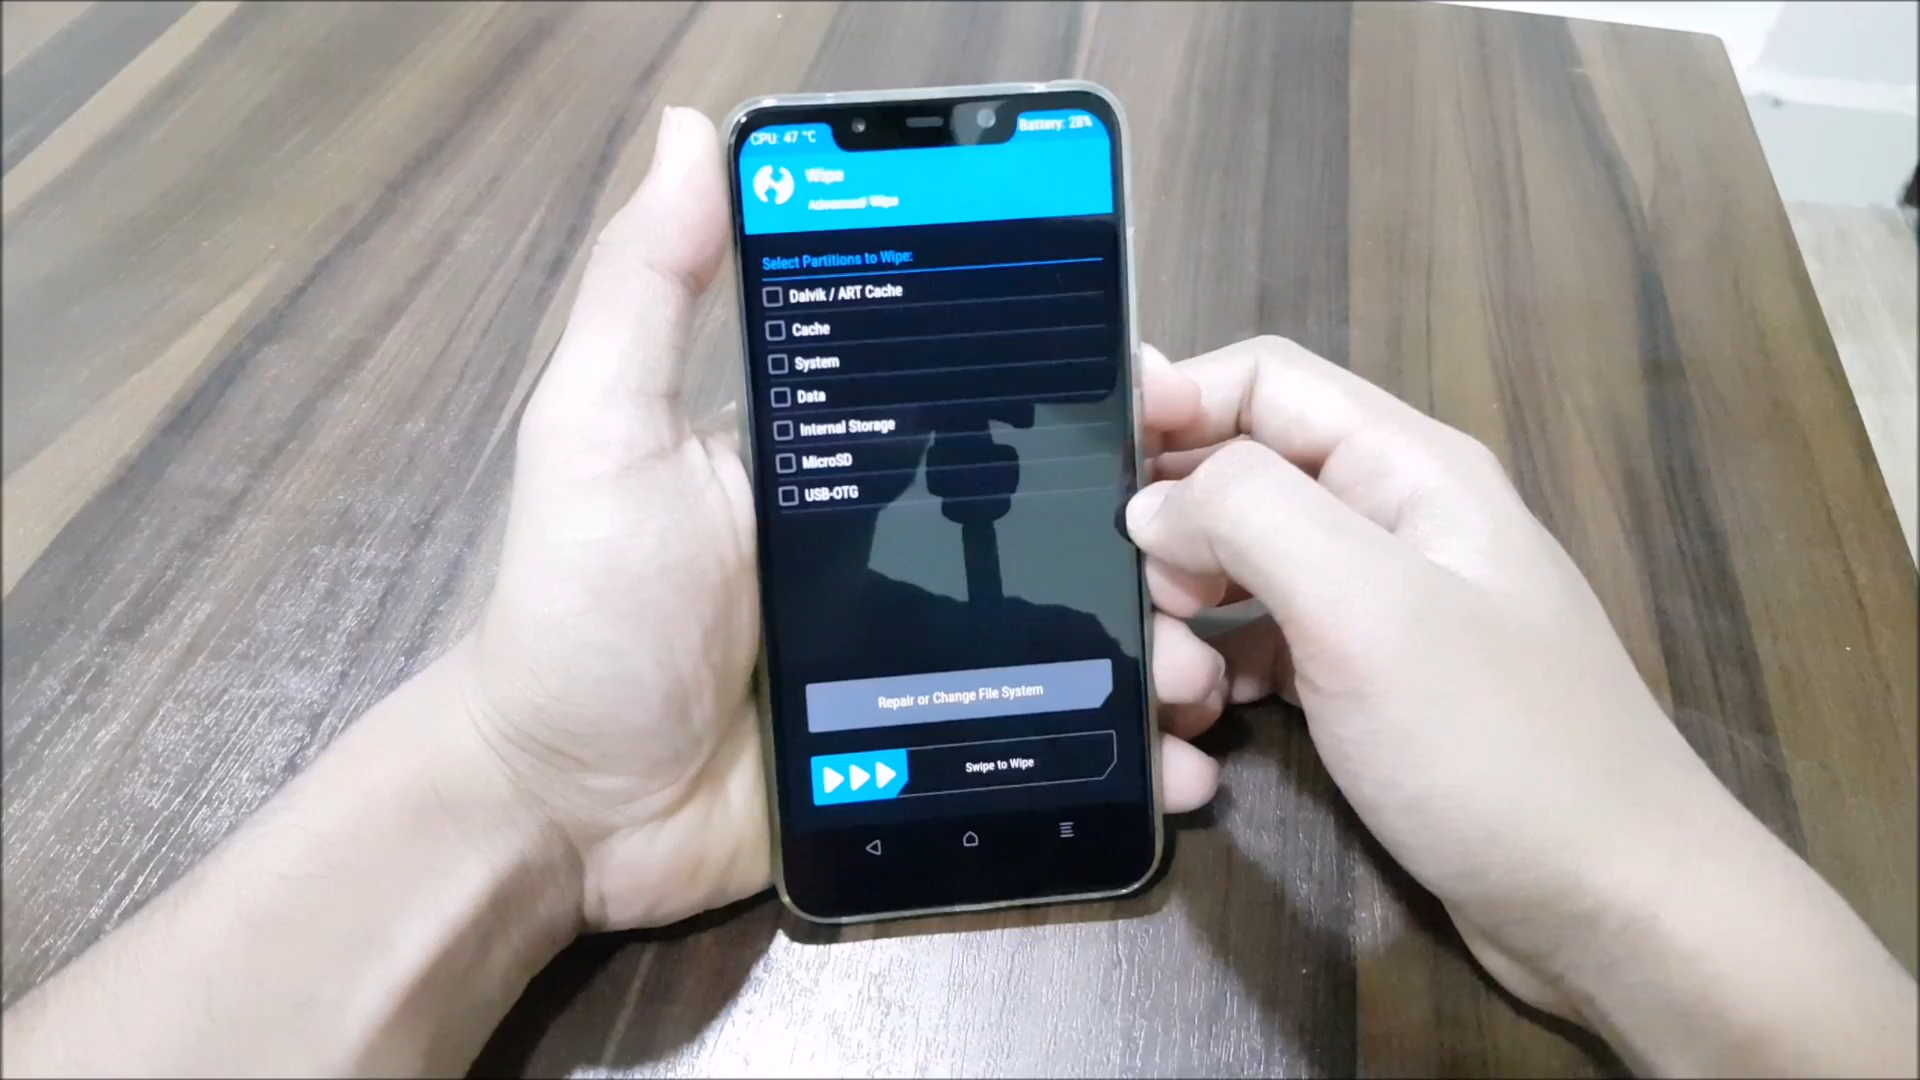 CPU: 47 °C
Battery: 28%
Wipe
Advanced Wipe
Select Partitions to Wipe:
Dalvik / ART Cache
Cache
System
Data
Internal Storage
MicroSD
USB-OTG
Repair or Change File System
Swipe to Wipe